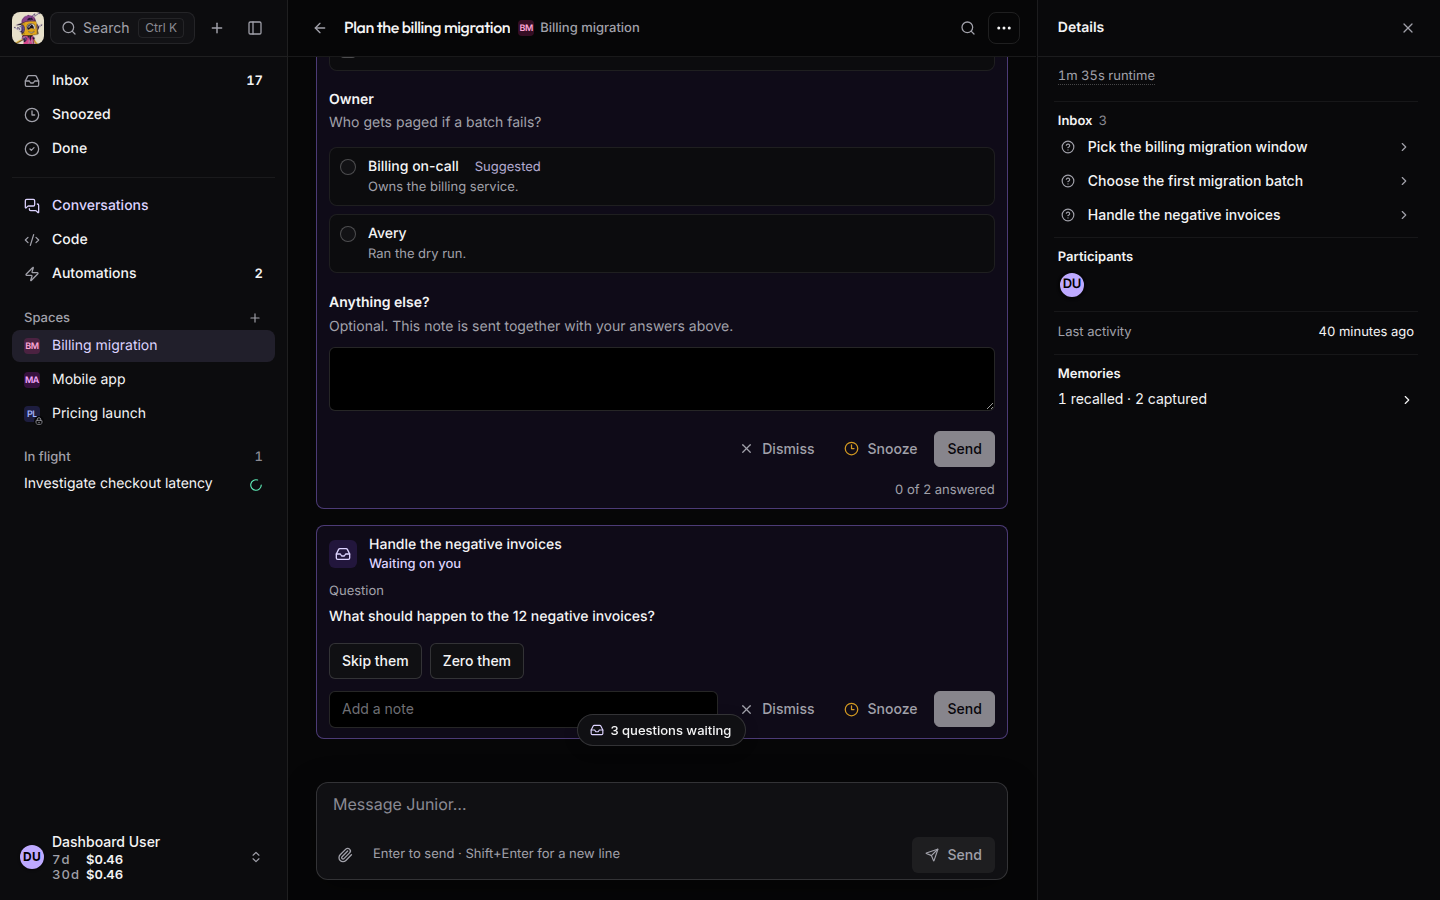 Search Ctrl K
Inbox 17
Snoozed
Done
Conversations
Code
Automations 2
Spaces
BM Billing migration
MA Mobile app
PL Pricing launch
In flight 1
Investigate checkout latency
DU Dashboard User
7d $0.46
30d $0.46
Plan the billing migration BM Billing migration
Owner
Who gets paged if a batch fails?
Billing on-call Suggested
Owns the billing service.
Avery
Ran the dry run.
Anything else?
Optional. This note is sent together with your answers above.
Dismiss Snooze Send
0 of 2 answered
Handle the negative invoices
Waiting on you
Question
What should happen to the 12 negative invoices?
Skip them Zero them
Add a note Dismiss Snooze Send
3 questions waiting
Message Junior...
Enter to send · Shift+Enter for a new line Send
Details
1m 35s runtime
Inbox 3
Pick the billing migration window
Choose the first migration batch
Handle the negative invoices
Participants
DU
Last activity 40 minutes ago
Memories
1 recalled · 2 captured